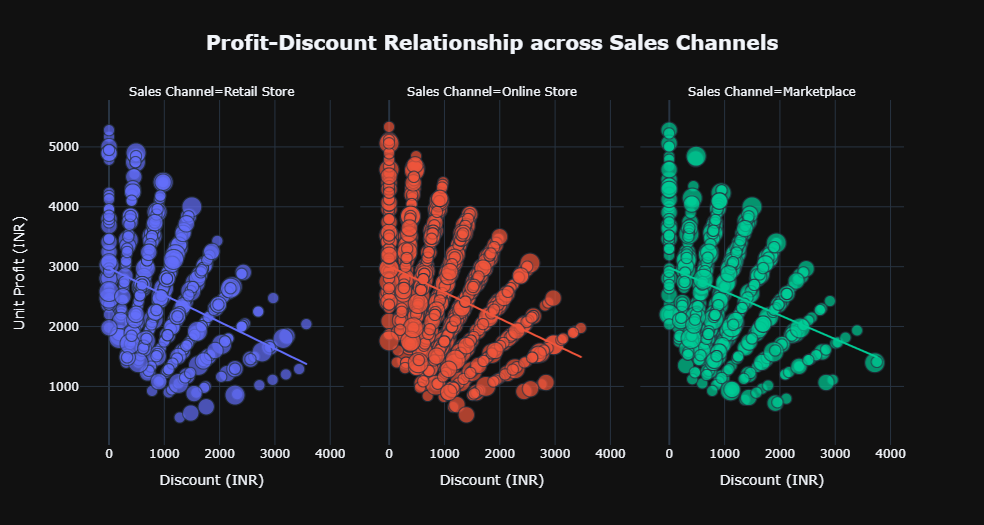 Profit-Discount Relationship across Sales Channels
Sales Channel=Retail Store
Sales Channel=Online Store
Sales Channel=Marketplace
Unit Profit (INR)
5000
4000
3000
2000
1000
0 1000 2000 3000 4000
0 1000 2000 3000 4000
0 1000 2000 3000 4000
Discount (INR)
Discount (INR)
Discount (INR)